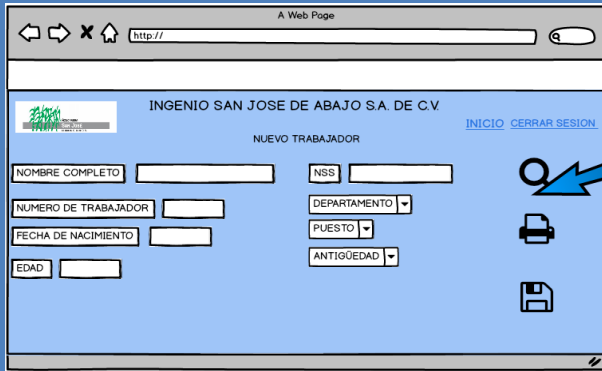 A Web Page
http://
INGENIO SAN JOSE DE ABAJO S.A. DE C.V.
INICIO CERRAR SESION
NUEVO TRABAJADOR
NOMBRE COMPLETO NSS
NUMERO DE TRABAJADOR DEPARTAMENTO
FECHA DE NACIMIENTO PUESTO
EDAD ANTIGÜEDAD